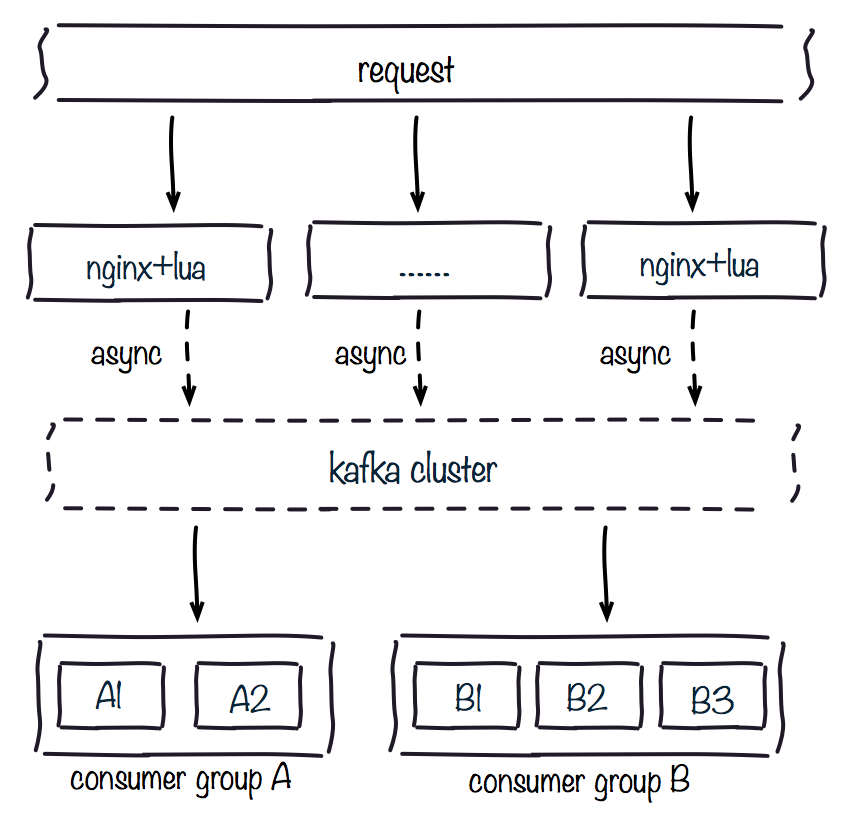 request
nginx+lua
......
nginx+lua
async
async
async
kafka cluster
A1
A2
B1
B2
B3
consumer group A
consumer group B